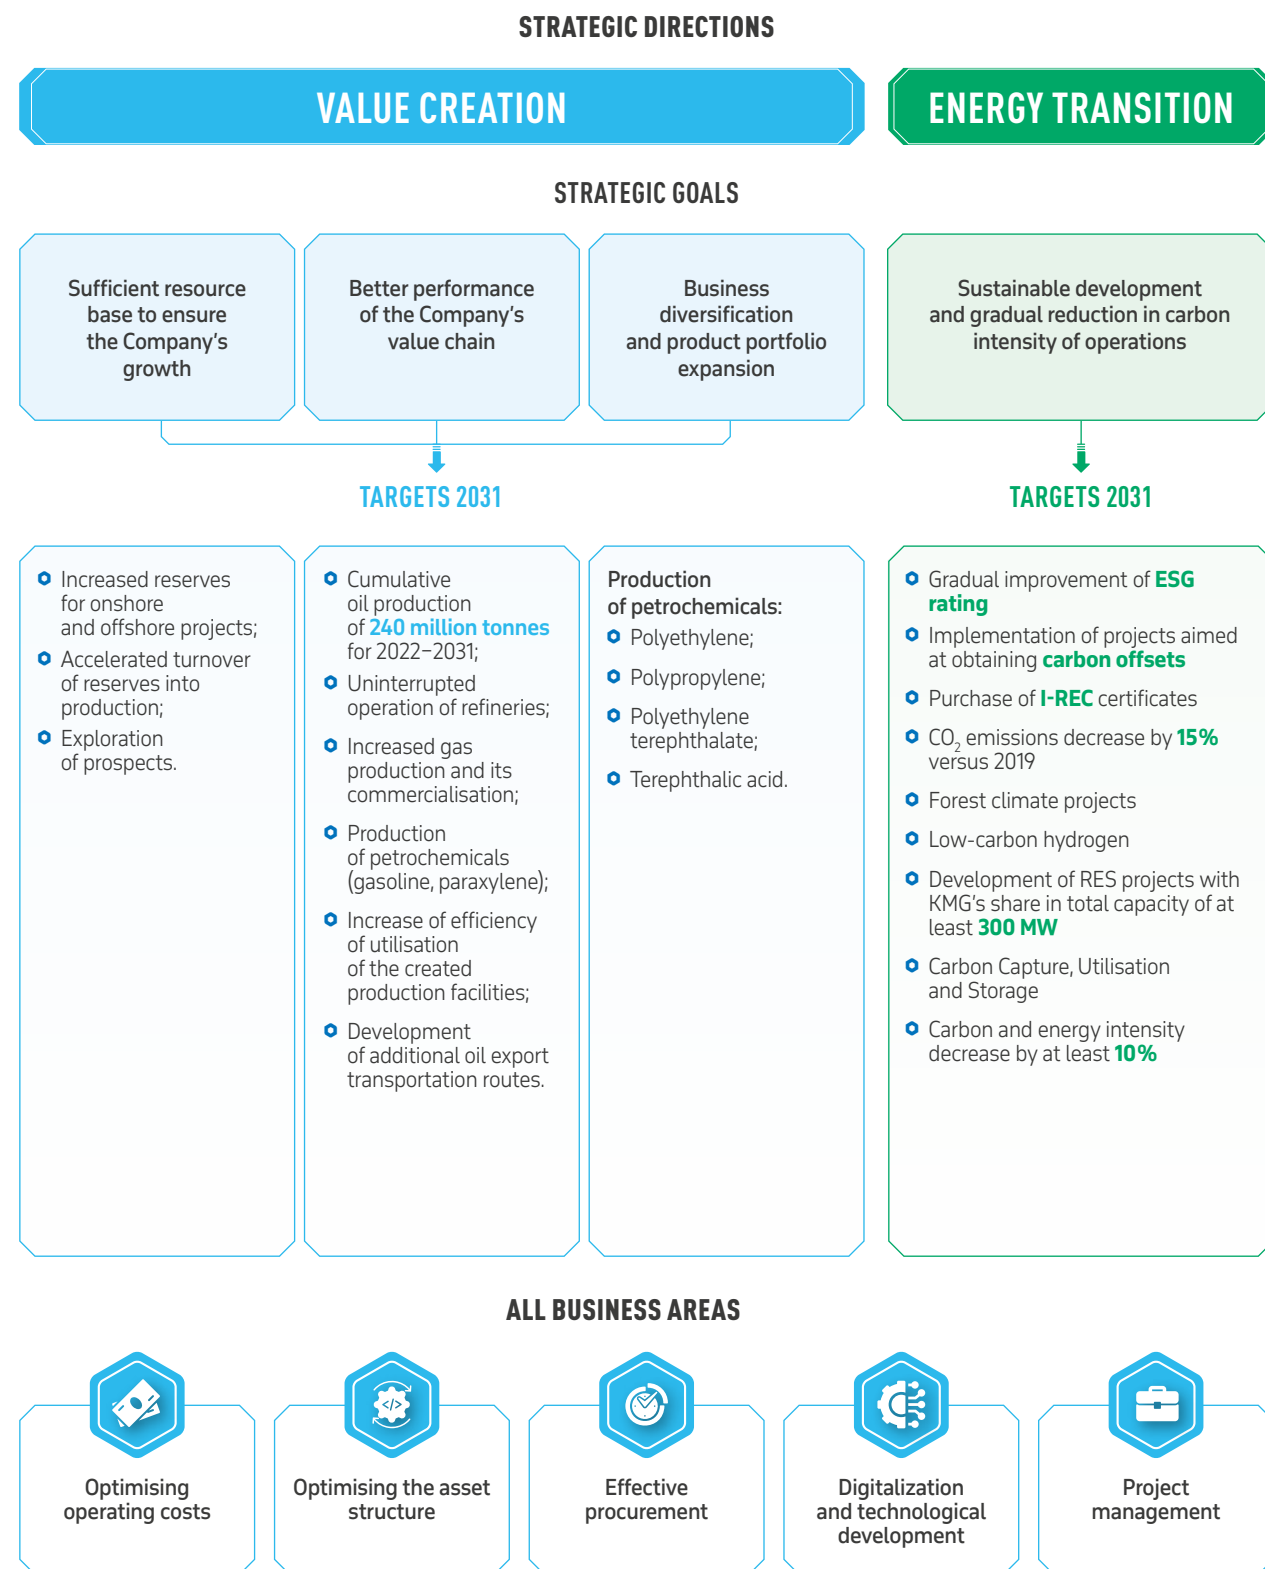 STRATEGIC DIRECTIONS
VALUE CREATION
ENERGY TRANSITION
STRATEGIC GOALS
Sufficient resource
base to ensure
the Company's
growth
Better performance
of the Company's
value chain
Business
diversification
and product portfolio
expansion
Sustainable development
and gradual reduction in carbon
intensity of operations
TARGETS 2031
TARGETS 2031
Increased reserves
for onshore
and offshore projects;
Accelerated turnover
of reserves into
production;
Exploration
of prospects.
Cumulative
oil production
of 240 million tonnes
for 2022–2031;
Uninterrupted
operation of refineries;
Increased gas
production and its
commercialisation;
Production
of petrochemicals
(gasoline, paraxylene);
Increase of efficiency
of utilisation
of the created
production facilities;
Development
of additional oil export
transportation routes.
Production
of petrochemicals:
Polyethylene;
Polypropylene;
Polyethylene
terephthalate;
Terephthalic acid.
Gradual improvement of ESG
rating
Implementation of projects aimed
at obtaining carbon offsets
Purchase of I-REC certificates
CO₂ emissions decrease by 15%
versus 2019
Forest climate projects
Low-carbon hydrogen
Development of RES projects with
KMG's share in total capacity of at
least 300 MW
Carbon Capture, Utilisation
and Storage
Carbon and energy intensity
decrease by at least 10%
ALL BUSINESS AREAS
</>
Optimising
operating costs
Optimising the asset
structure
Effective
procurement
Digitalization
and technological
development
Project
management